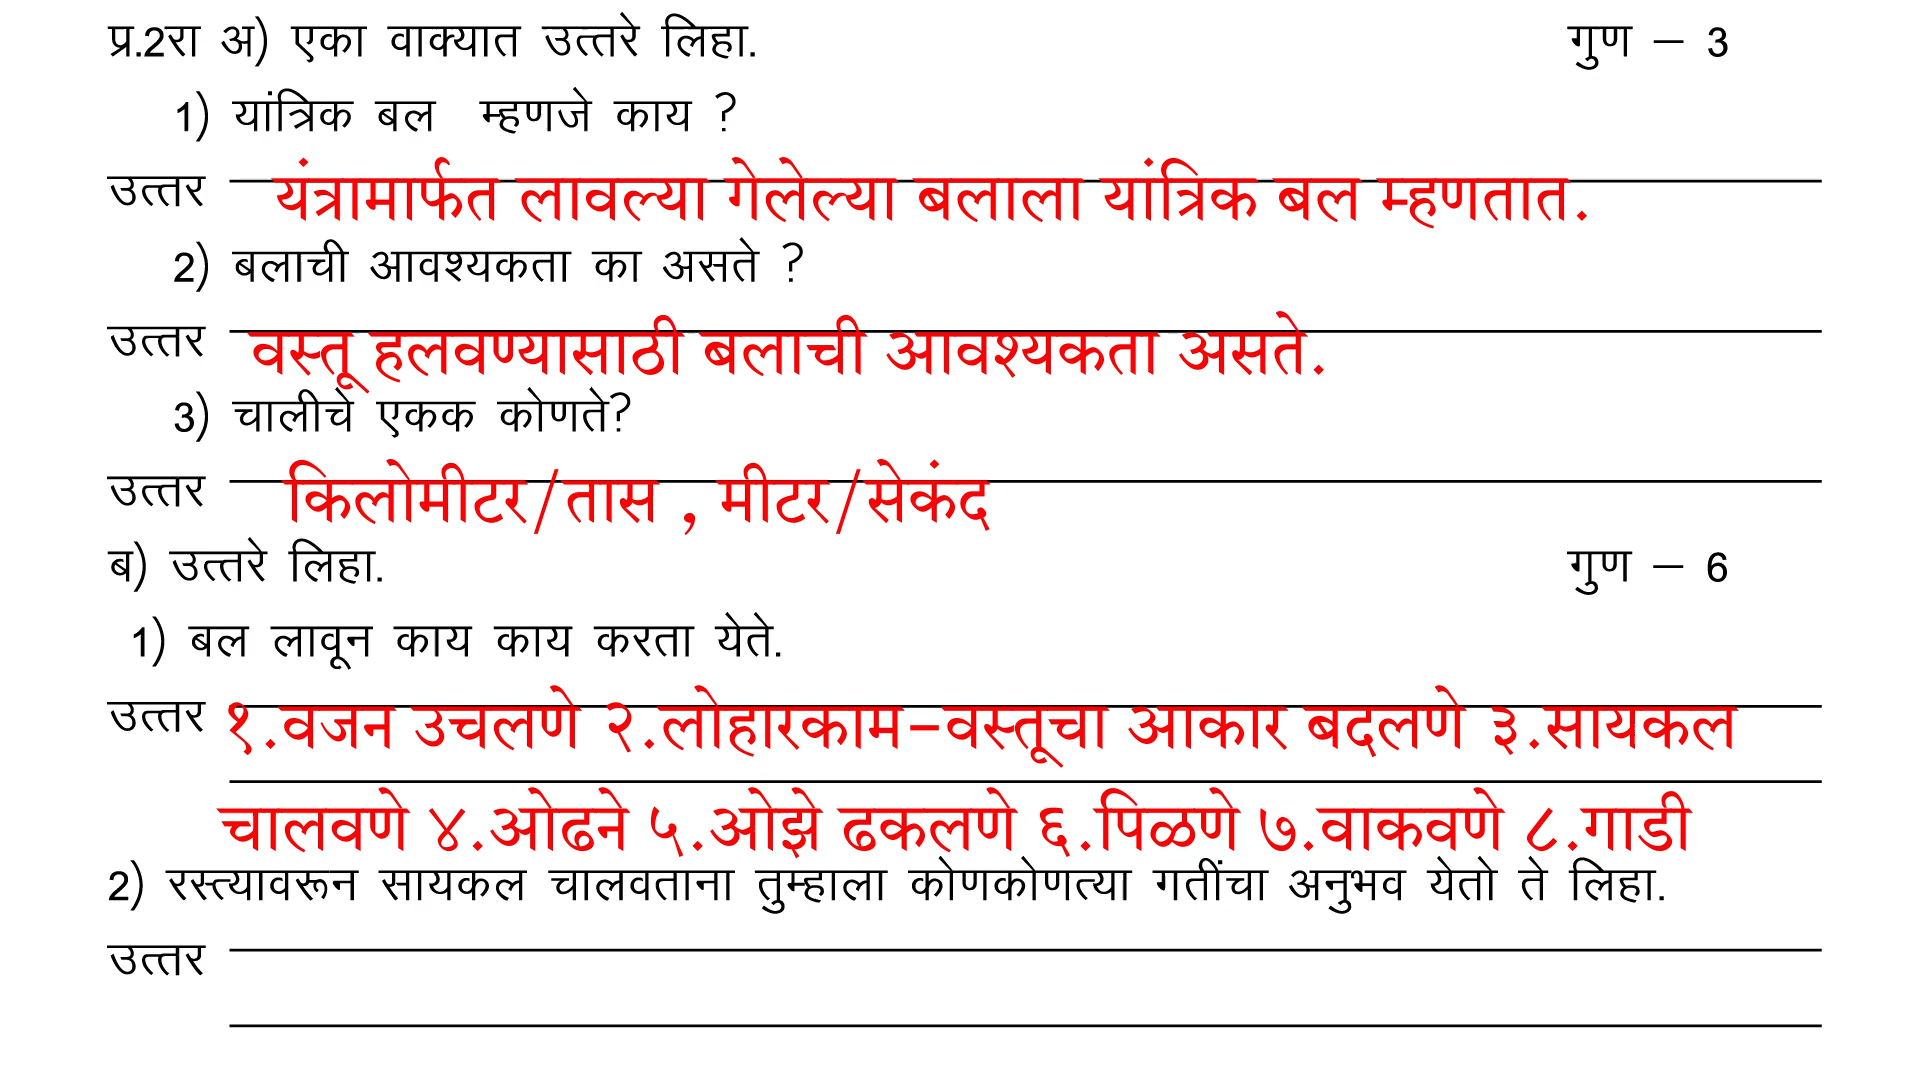 प्र.2रा अ) एका वाक्यात उत्तरे लिहा. गुण – 3
1) यांत्रिक बल म्हणजे काय ?
उत्तर यंत्रामार्फत लावल्या गेलेल्या बलाला यांत्रिक बल म्हणतात.
2) बलाची आवश्यकता का असते ?
उत्तर वस्तू हलवण्यासाठी बलाची आवश्यकता असते.
3) चालीचे एकक कोणते?
उत्तर किलोमीटर/तास , मीटर/सेकंद
ब) उत्तरे लिहा. गुण – 6
1) बल लावून काय काय करता येते.
उत्तर १.वजन उचलणे २.लोहारकाम-वस्तूचा आकार बदलणे ३.सायकल
चालवणे ४.ओढने ५.ओझे ढकलणे ६.पिळणे ७.वाकवणे ८.गाडी
2) रस्त्यावरून सायकल चालवताना तुम्हाला कोणकोणत्या गतींचा अनुभव येतो ते लिहा.
उत्तर